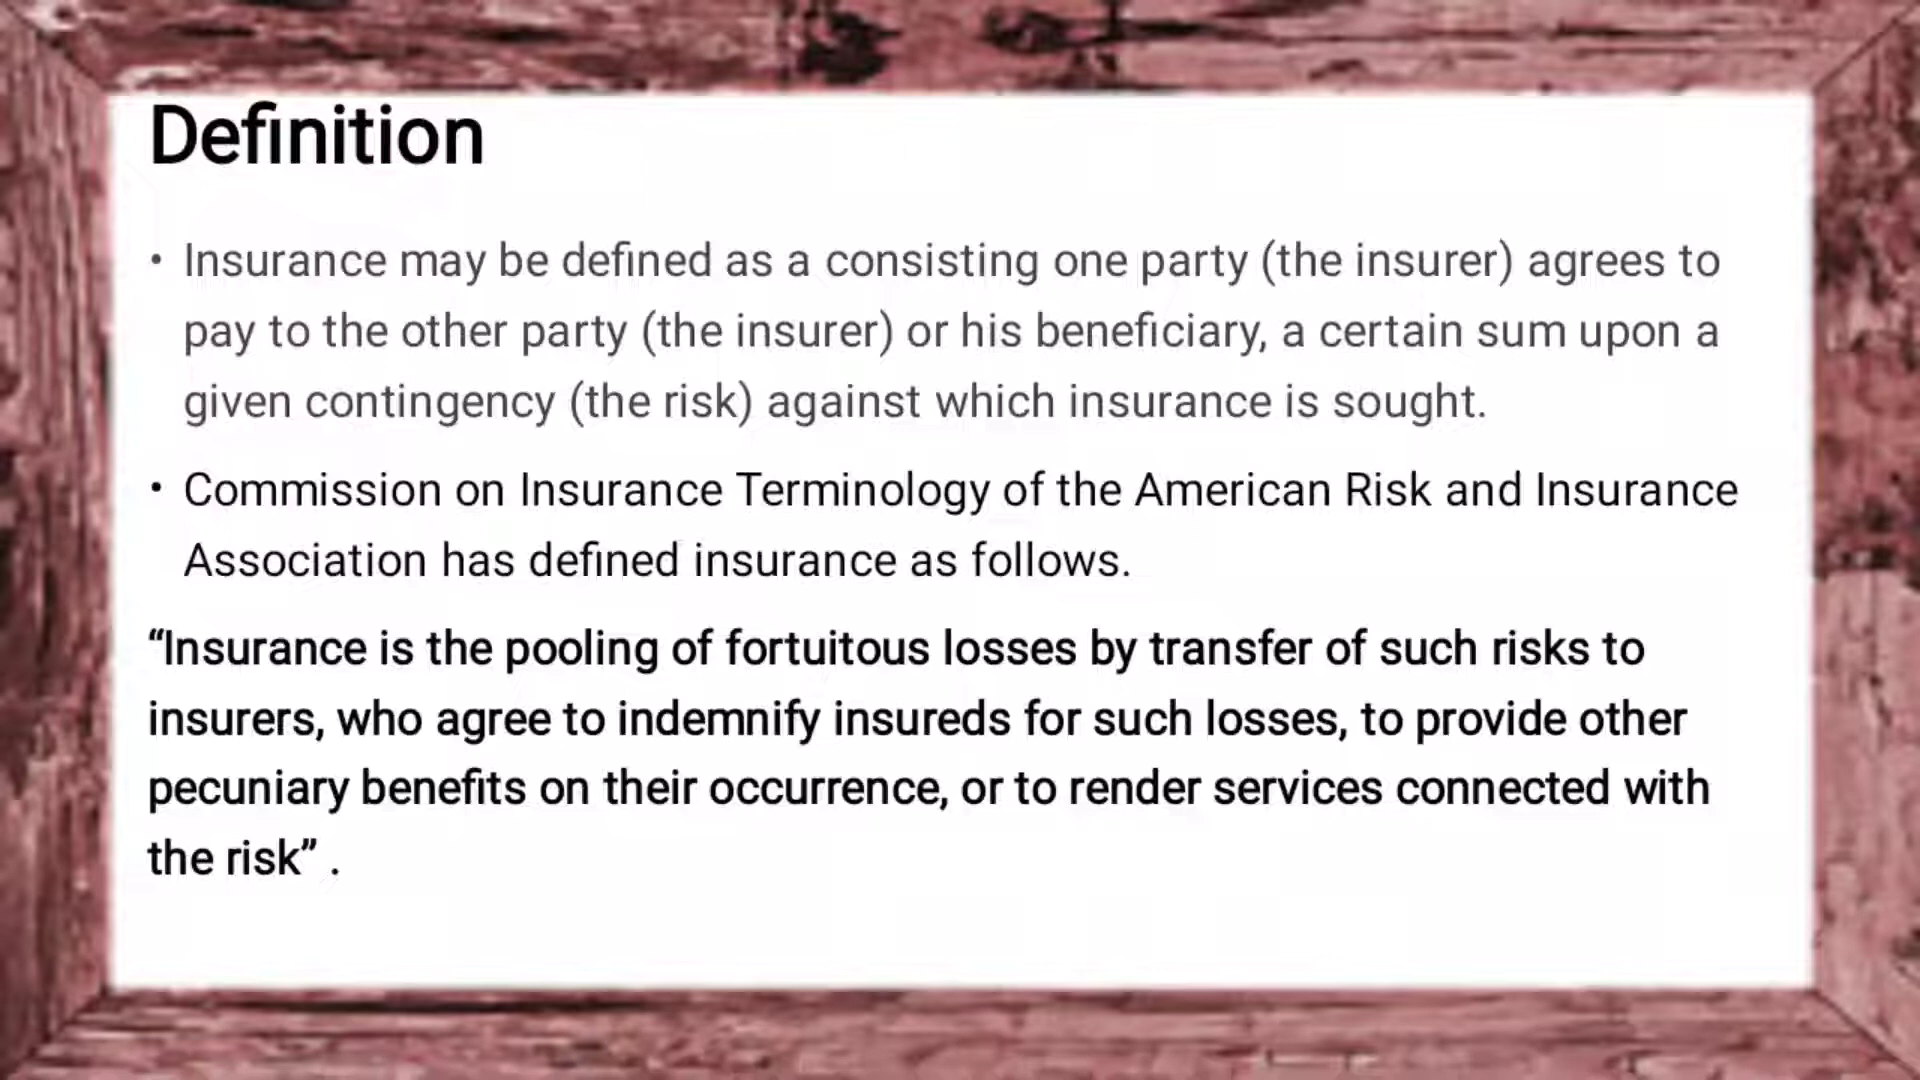 Definition
• Insurance may be defined as a consisting one party (the insurer) agrees to
pay to the other party (the insurer) or his beneficiary, a certain sum upon a
given contingency (the risk) against which insurance is sought.
• Commission on Insurance Terminology of the American Risk and Insurance
Association has defined insurance as follows.
“Insurance is the pooling of fortuitous losses by transfer of such risks to
insurers, who agree to indemnify insureds for such losses, to provide other
pecuniary benefits on their occurrence, or to render services connected with
the risk” .